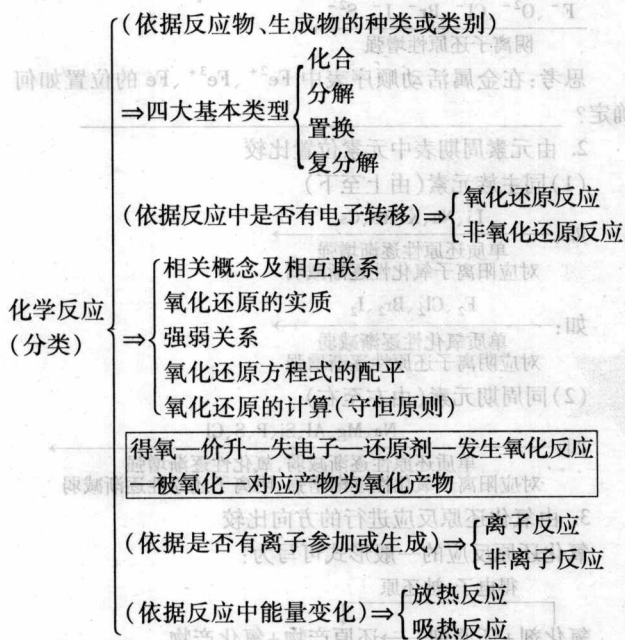 (依据反应物、生成物的种类或类别)
⇒四大基本类型
化合
分解
置换
复分解
(依据反应中是否有电子转移)⇒
氧化还原反应
非氧化还原反应
化学反应
(分类)
⇒
相关概念及相互联系
氧化还原的实质
强弱关系
氧化还原方程式的配平
氧化还原的计算(守恒原则)
得氧—价升—失电子—还原剂—发生氧化反应
—被氧化—对应产物为氧化产物
(依据是否有离子参加或生成)⇒
离子反应
非离子反应
(依据反应中能量变化)⇒
放热反应
吸热反应